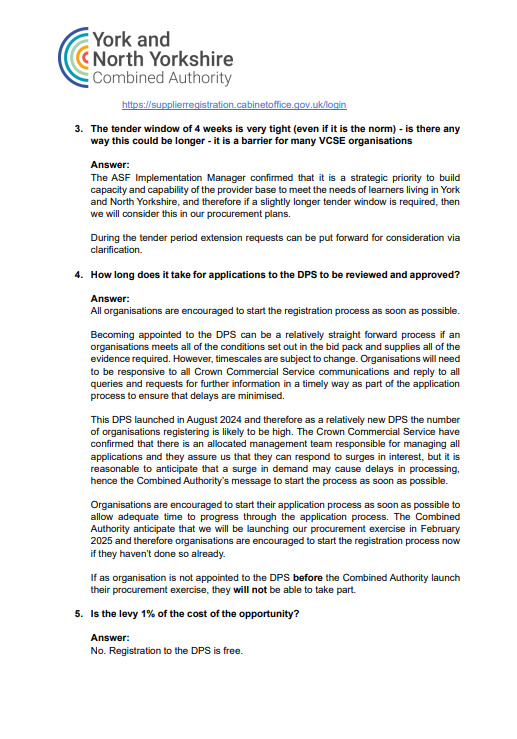 York and
North Yorkshire
Combined Authority
https://supplierregistration.cabinetoffice.gov.uk/login
3. The tender window of 4 weeks is very tight (even if it is the norm) - is there any
way this could be longer - it is a barrier for many VCSE organisations
Answer:
The ASF Implementation Manager confirmed that it is a strategic priority to build
capacity and capability of the provider base to meet the needs of learners living in York
and North Yorkshire, and therefore if a slightly longer tender window is required, then
we will consider this in our procurement plans.
During the tender period extension requests can be put forward for consideration via
clarification.
4. How long does it take for applications to the DPS to be reviewed and approved?
Answer:
All organisations are encouraged to start the registration process as soon as possible.
Becoming appointed to the DPS can be a relatively straight forward process if an
organisations meets all of the conditions set out in the bid pack and supplies all of the
evidence required. However, timescales are subject to change. Organisations will need
to be responsive to all Crown Commercial Service communications and reply to all
queries and requests for further information in a timely way as part of the application
process to ensure that delays are minimised.
This DPS launched in August 2024 and therefore as a relatively new DPS the number
of organisations registering is likely to be high. The Crown Commercial Service have
confirmed that there is an allocated management team responsible for managing all
applications and they assure us that they can respond to surges in interest, but it is
reasonable to anticipate that a surge in demand may cause delays in processing,
hence the Combined Authority's message to start the process as soon as possible.
Organisations are encouraged to start their application process as soon as possible to
allow adequate time to progress through the application process. The Combined
Authority anticipate that we will be launching our procurement exercise in February
2025 and therefore organisations are encouraged to start the registration process now
if they haven't done so already.
If as organisation is not appointed to the DPS before the Combined Authority launch
their procurement exercise, they will not be able to take part.
5. Is the levy 1% of the cost of the opportunity?
Answer:
No. Registration to the DPS is free.